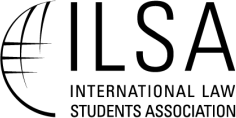 ILSA
INTERNATIONAL LAW
STUDENTS ASSOCIATION